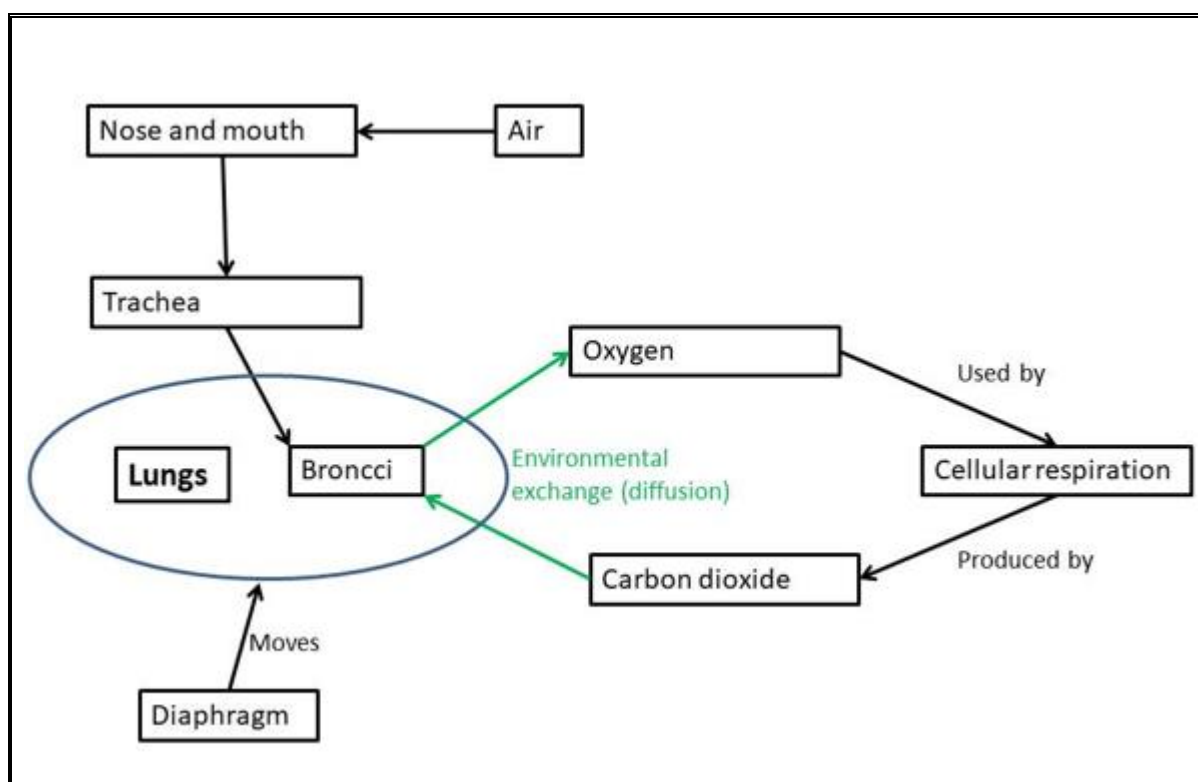 Nose and mouth
Air
Trachea
Oxygen
Used by
Lungs
Broncci
Environmental
exchange (diffusion)
Cellular respiration
Carbon dioxide
Produced by
Moves
Diaphragm